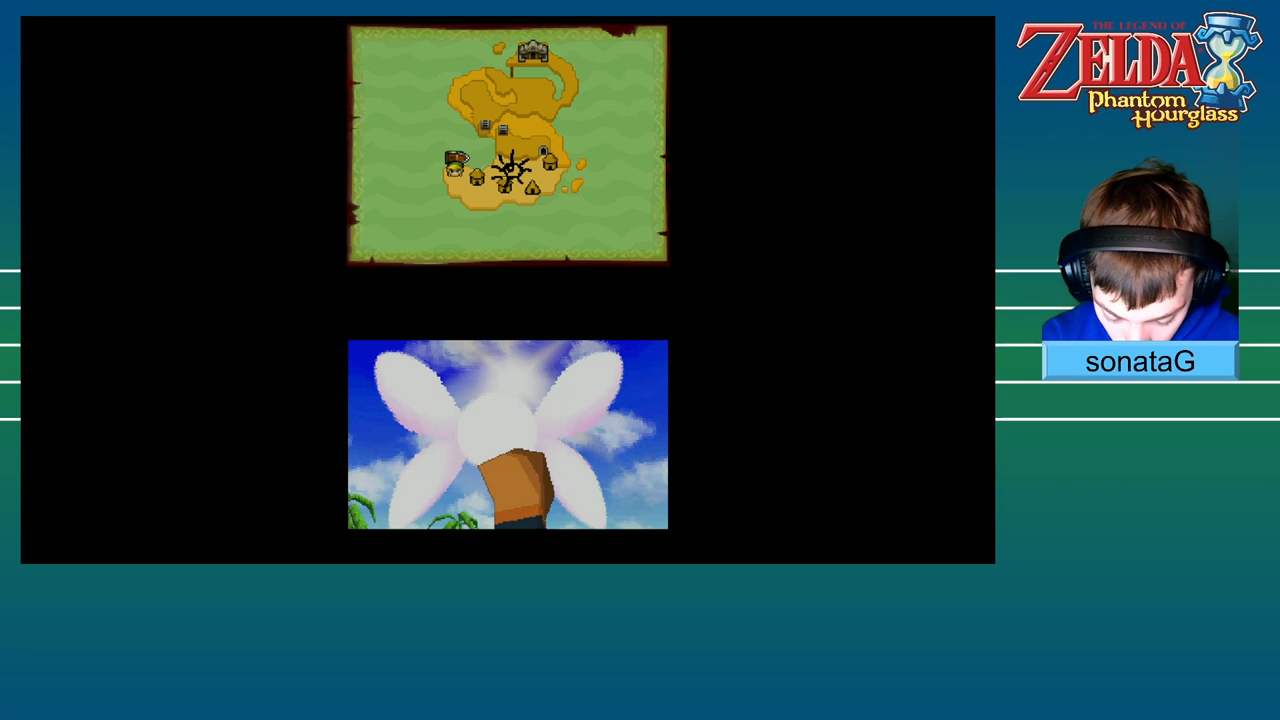 THE LEGEND OF
ZELDA
Phantom
Hourglass
sonataG